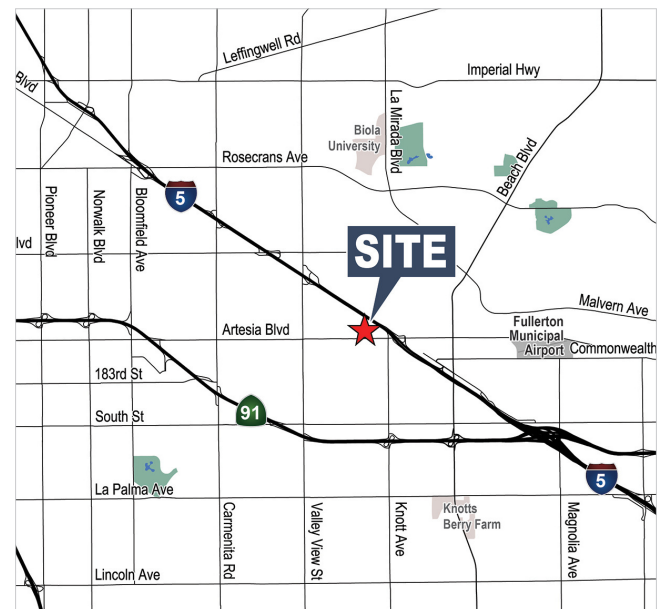 Leffingwell Rd
Imperial Hwy
Blvd
La Mirada Blvd
Biola
University
Beach Blvd
Rosecrans Ave
5
Pioneer Blvd
Norwalk Blvd
Bloomfield Ave
lvd
SITE
Malvern Ave
Artesia Blvd
Fullerton
Municipal
Airport
Commonwealth
183rd St
91
South St
5
La Palma Ave
Carmenita Rd
Valley View St
Knott Ave
Knotts
Berry Farm
Magnolia Ave
Lincoln Ave